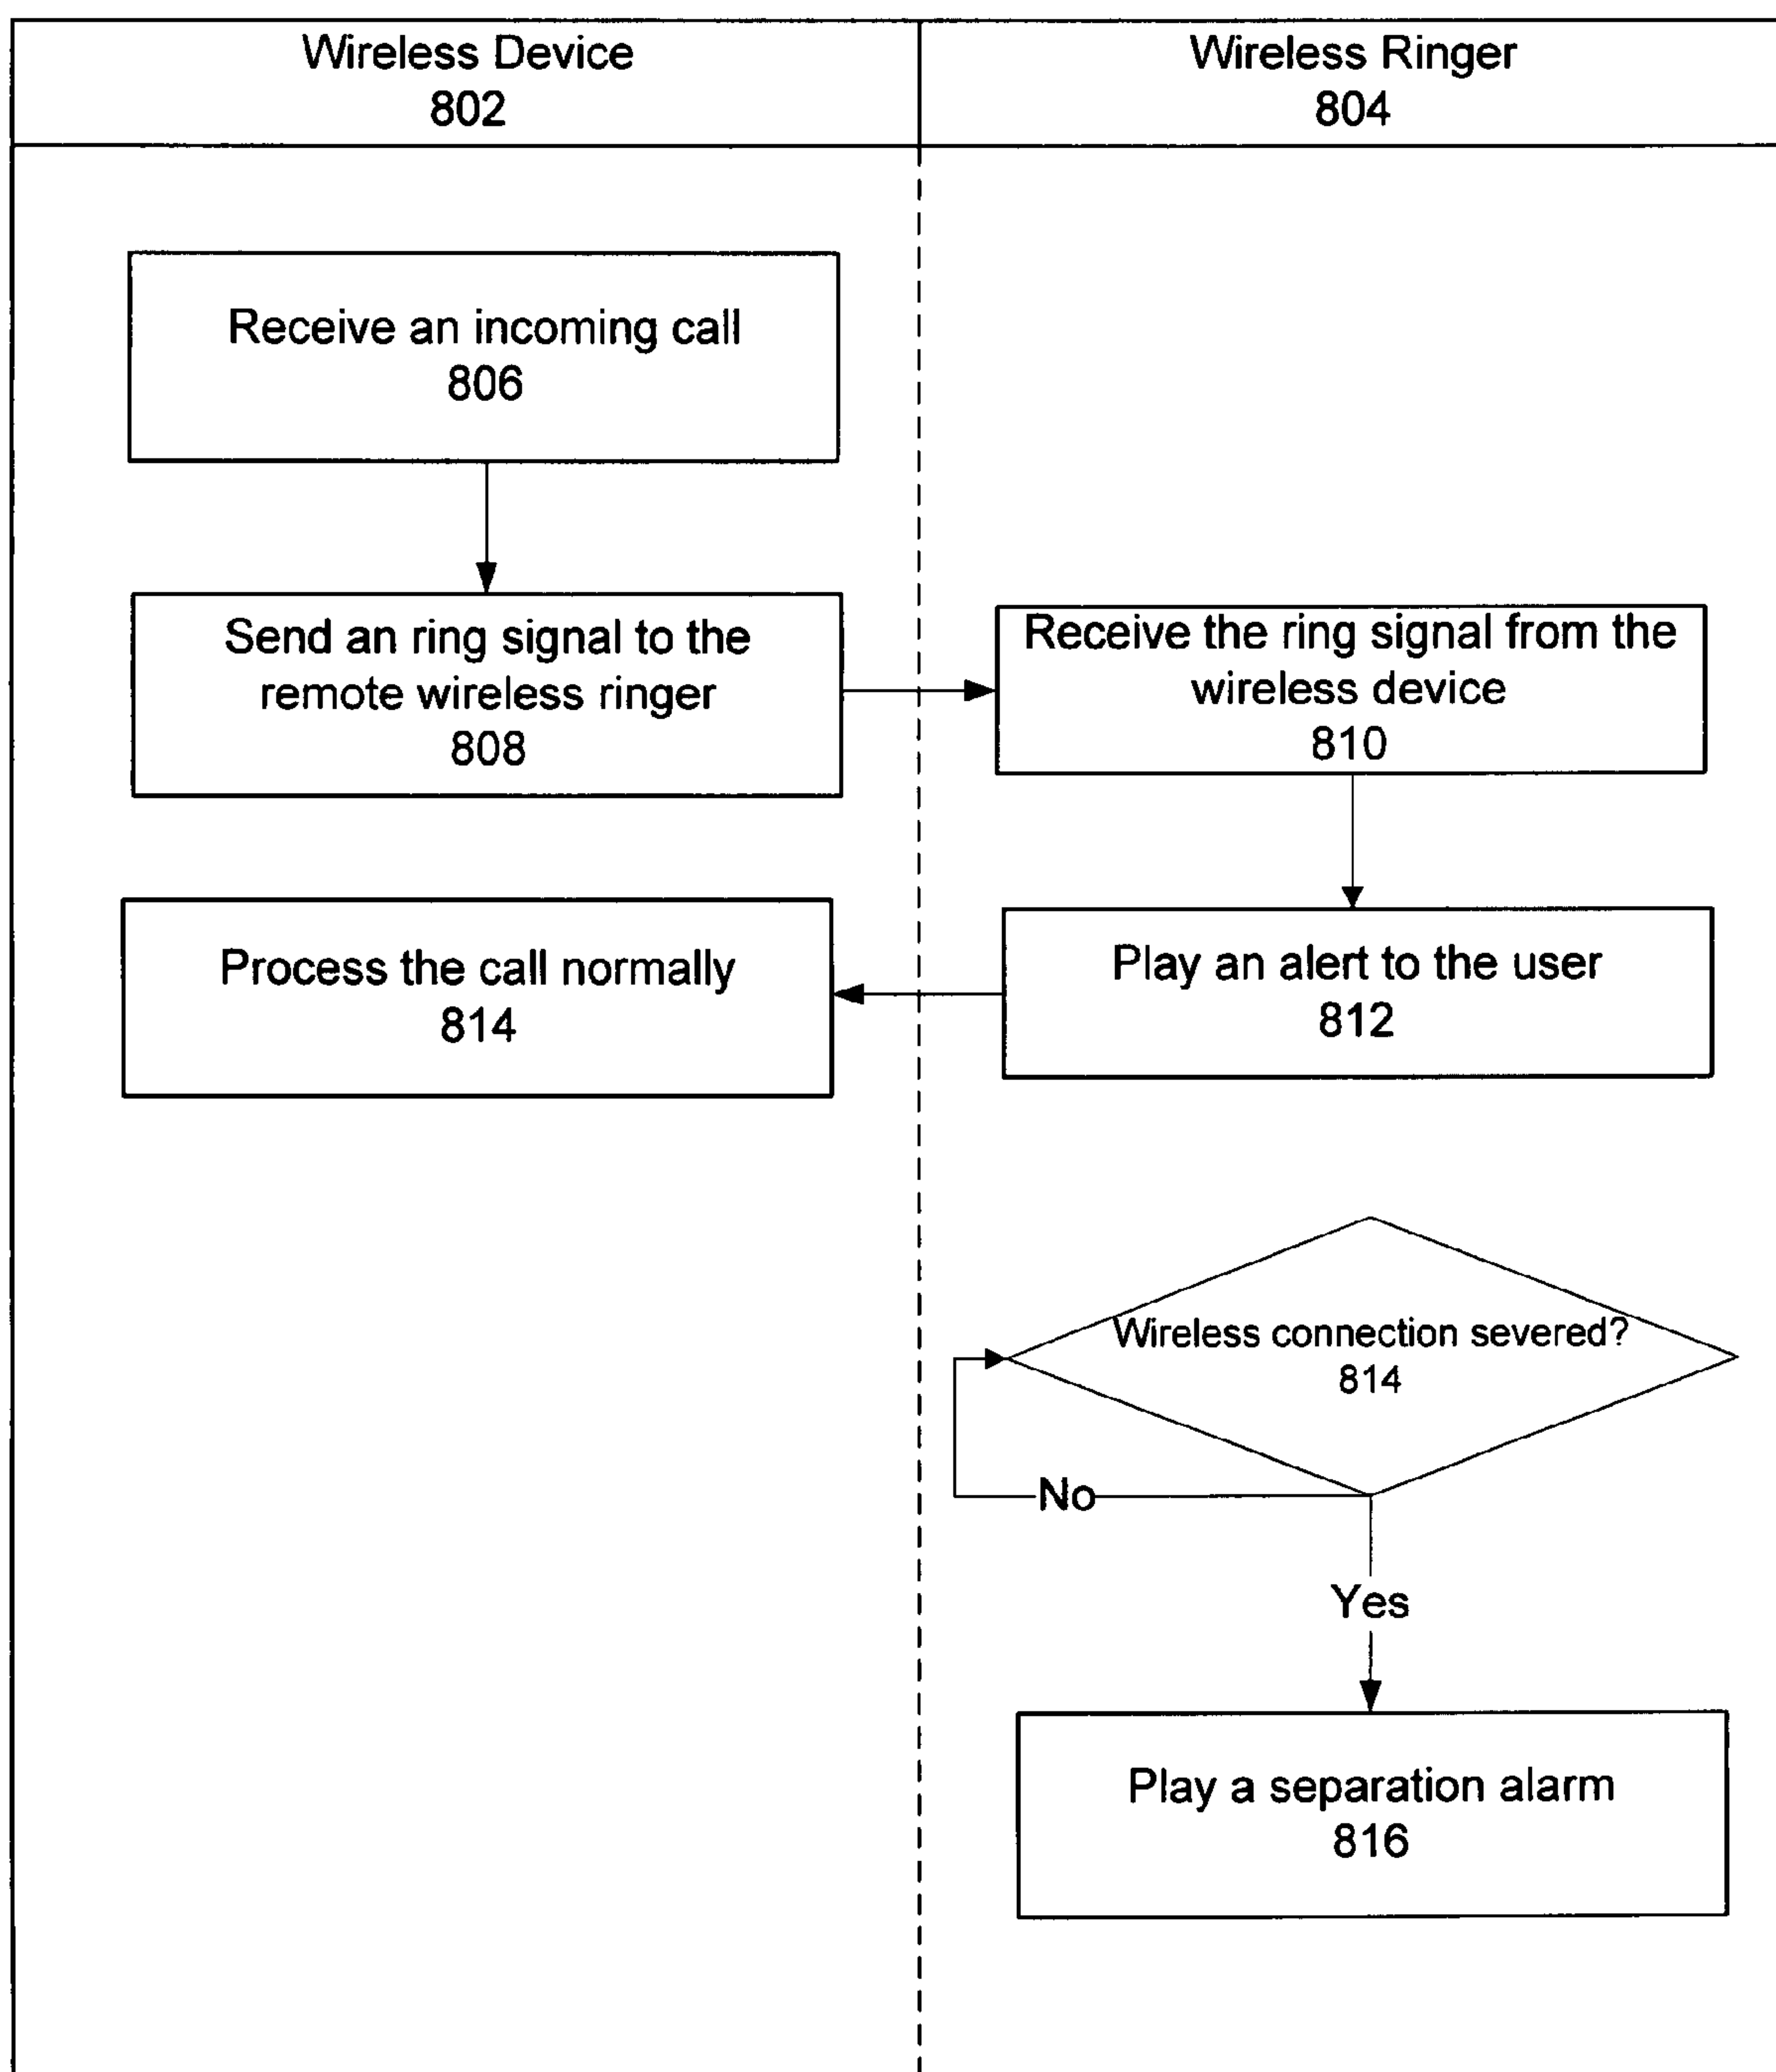 Wireless Device
802
Wireless Ringer
804
Receive an incoming call
806
Send an ring signal to the
remote wireless ringer
808
Receive the ring signal from the
wireless device
810
Process the call normally
814
Play an alert to the user
812
Wireless connection severed?
814
No
Yes
Play a separation alarm
816